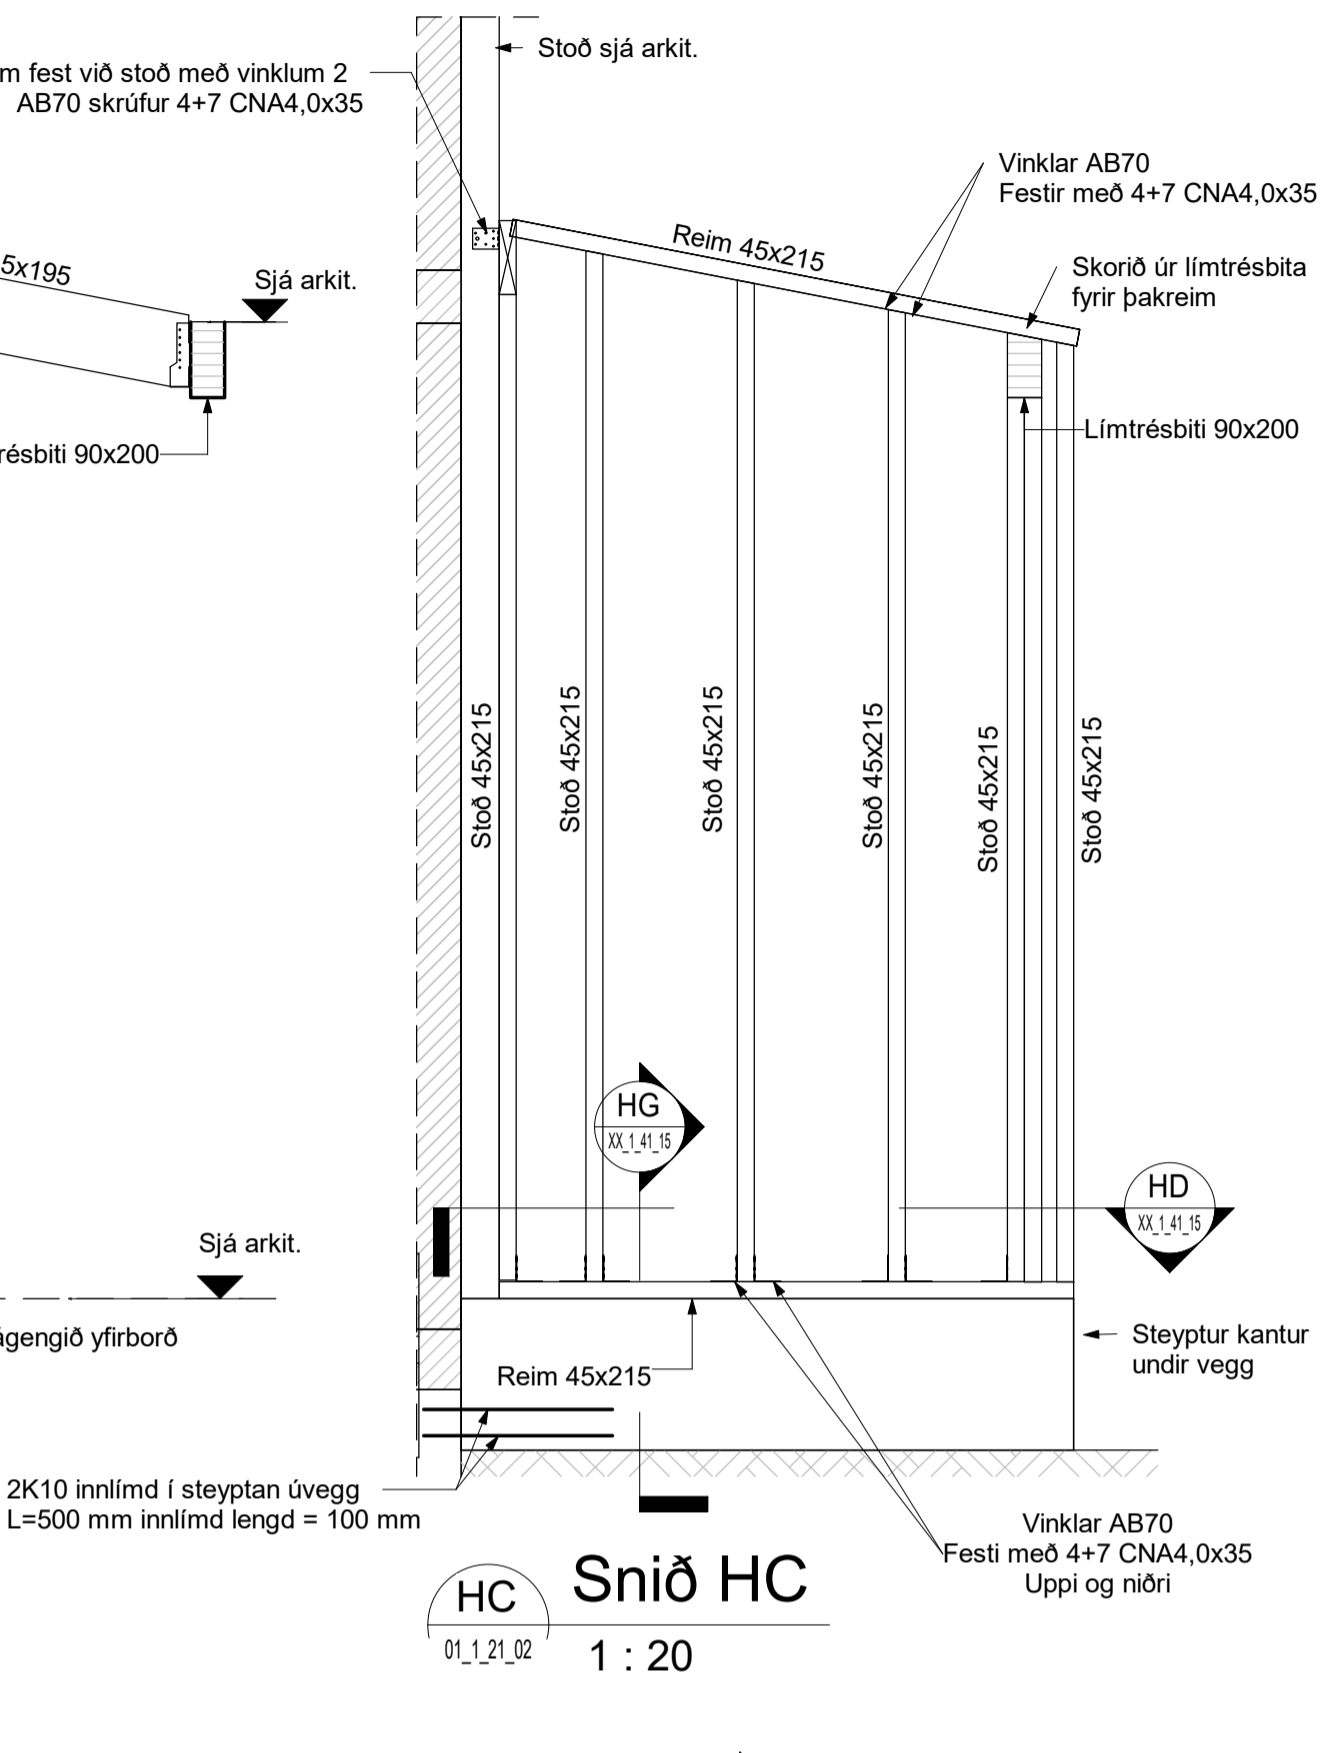 Stoð sjá arkit.
m fest við stoð með vinklum 2
AB70 skrúfur 4+7 CNA4,0x35
Vinklar AB70
Festir með 4+7 CNA4,0x35
Reim 45x215
Skorið úr límtrésbita
fyrir þakreim
5x195
Sjá arkit.
Límtrésbiti 90x200
résbiti 90x200
Stoð 45x215
Stoð 45x215
Stoð 45x215
Stoð 45x215
Stoð 45x215
Stoð 45x215
HG
XX_1_41_15
HD
XX_1_41_15
Sjá arkit.
ágengið yfirborð
Steyptur kantur
undir vegg
Reim 45x215
2K10 innlímd í steyptan úvegg
L=500 mm innlímd lengd = 100 mm
Vinklar AB70
Festi með 4+7 CNA4,0x35
Uppi og niðri
HC
01_1_21_02
Snið HC
1 : 20